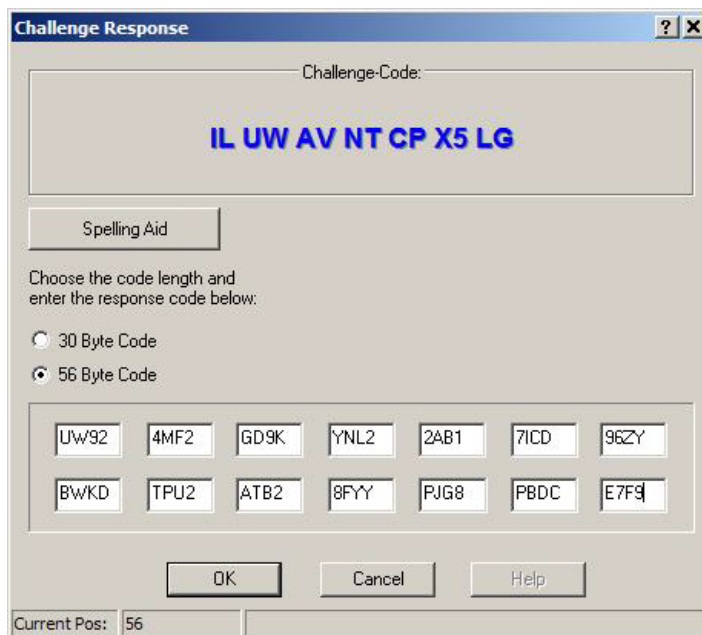 Challenge Response
Challenge-Code:
IL UW AV NT CP X5 LG
Spelling Aid
Choose the code length and
enter the response code below:
30 Byte Code
56 Byte Code
UW92 4MF2 GD9K YNL2 2AB1 7ICD 96ZY
BWKD TPU2 ATB2 8FYY PJG8 PBDC E7F9
OK Cancel Help
Current Pos: 56